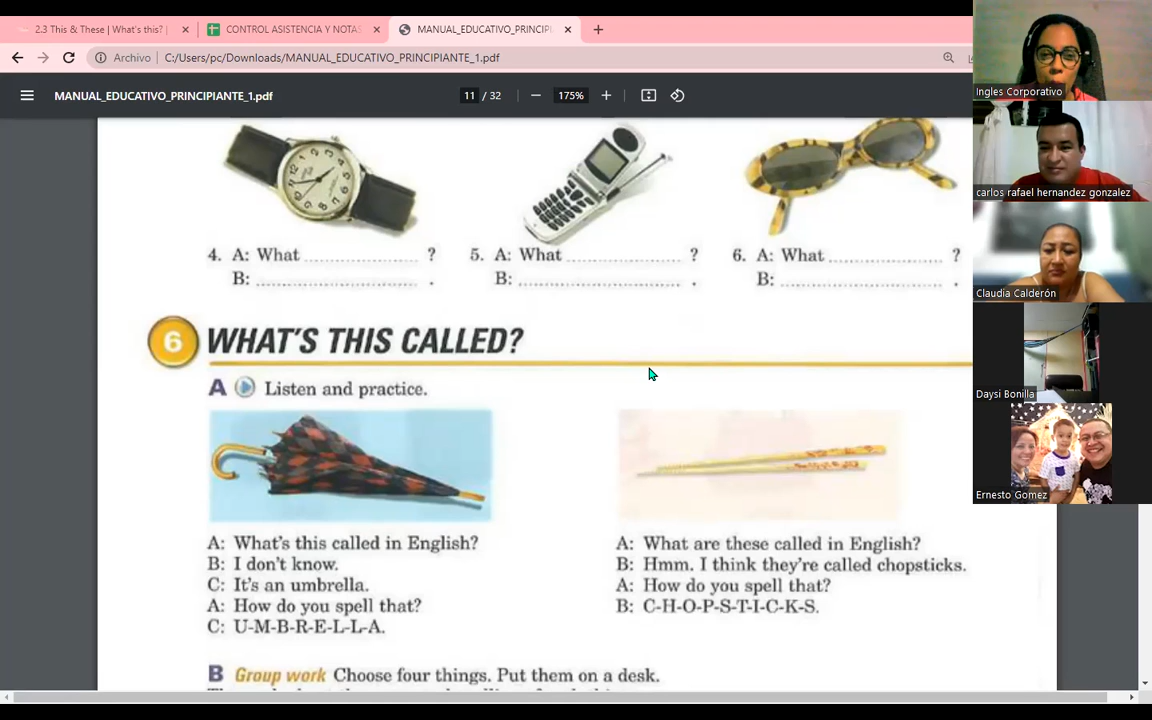 2.3 This & These | What's this? |
CONTROL ASISTENCIA Y NOTAS
MANUAL_EDUCATIVO_PRINCIPI
Archivo
C:/Users/pc/Downloads/MANUAL_EDUCATIVO_PRINCIPIANTE_1.pdf
MANUAL_EDUCATIVO_PRINCIPIANTE_1.pdf
11 / 32
175%
4. A: What .................... ?
B: .................... .
5. A: What .................... ?
B: .................... .
6. A: What .................... ?
B: .................... .
6 WHAT'S THIS CALLED?
A Listen and practice.
A: What's this called in English?
B: I don't know.
C: It's an umbrella.
A: How do you spell that?
C: U-M-B-R-E-L-L-A.
A: What are these called in English?
B: Hmm. I think they're called chopsticks.
A: How do you spell that?
B: C-H-O-P-S-T-I-C-K-S.
B Group work Choose four things. Put them on a desk.
Ingles Corporativo
carlos rafael hernandez gonzalez
Claudia Calderón
Daysi Bonilla
Ernesto Gomez